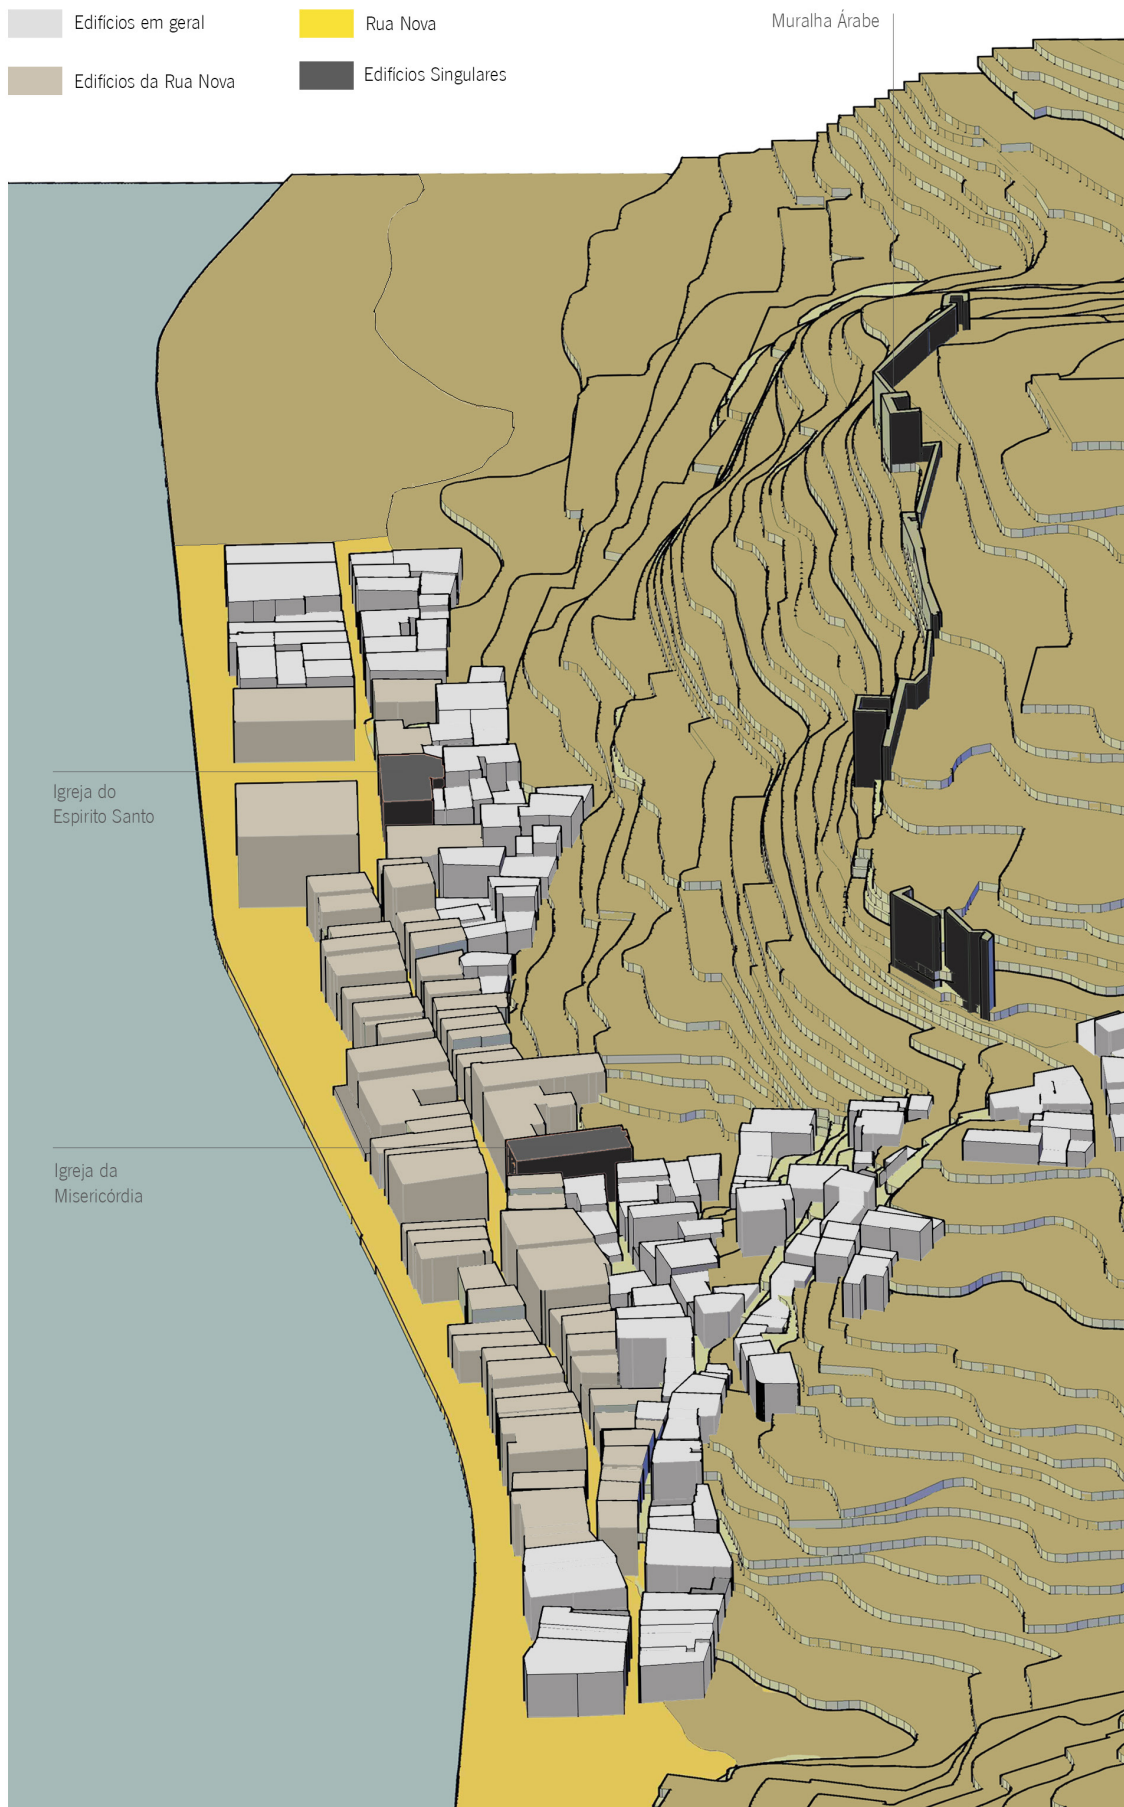 Edifícios em geral
Rua Nova
Edifícios da Rua Nova
Edifícios Singulares
Muralha Árabe
Igreja do
Espirito Santo
Igreja da
Misericórdia